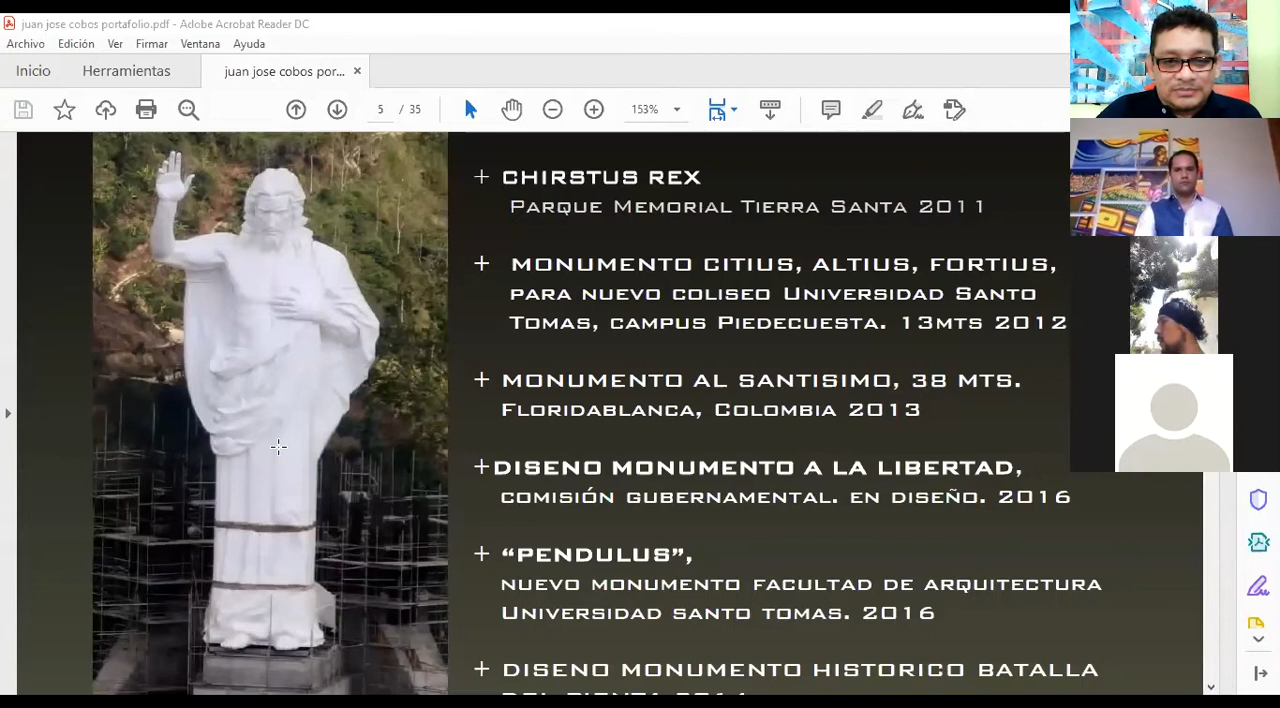 juan jose cobos portafolio.pdf - Adobe Acrobat Reader DC
Archivo Edición Ver Firmar Ventana Ayuda
Inicio Herramientas juan jose cobos por... ×
5 / 35 153%
+ CHIRSTUS REX
PARQUE MEMORIAL TIERRA SANTA 2011
+ MONUMENTO CITIUS, ALTIUS, FORTIUS,
PARA NUEVO COLISEO UNIVERSIDAD SANTO
TOMAS, CAMPUS PIEDECUESTA. 13MTS 2012
+ MONUMENTO AL SANTISIMO, 38 MTS.
FLORIDABLANCA, COLOMBIA 2013
+DISENO MONUMENTO A LA LIBERTAD,
COMISIÓN GUBERNAMENTAL. EN DISEÑO. 2016
+ “PENDULUS”,
NUEVO MONUMENTO FACULTAD DE ARQUITECTURA
UNIVERSIDAD SANTO TOMAS. 2016
+ DISENO MONUMENTO HISTORICO BATALLA